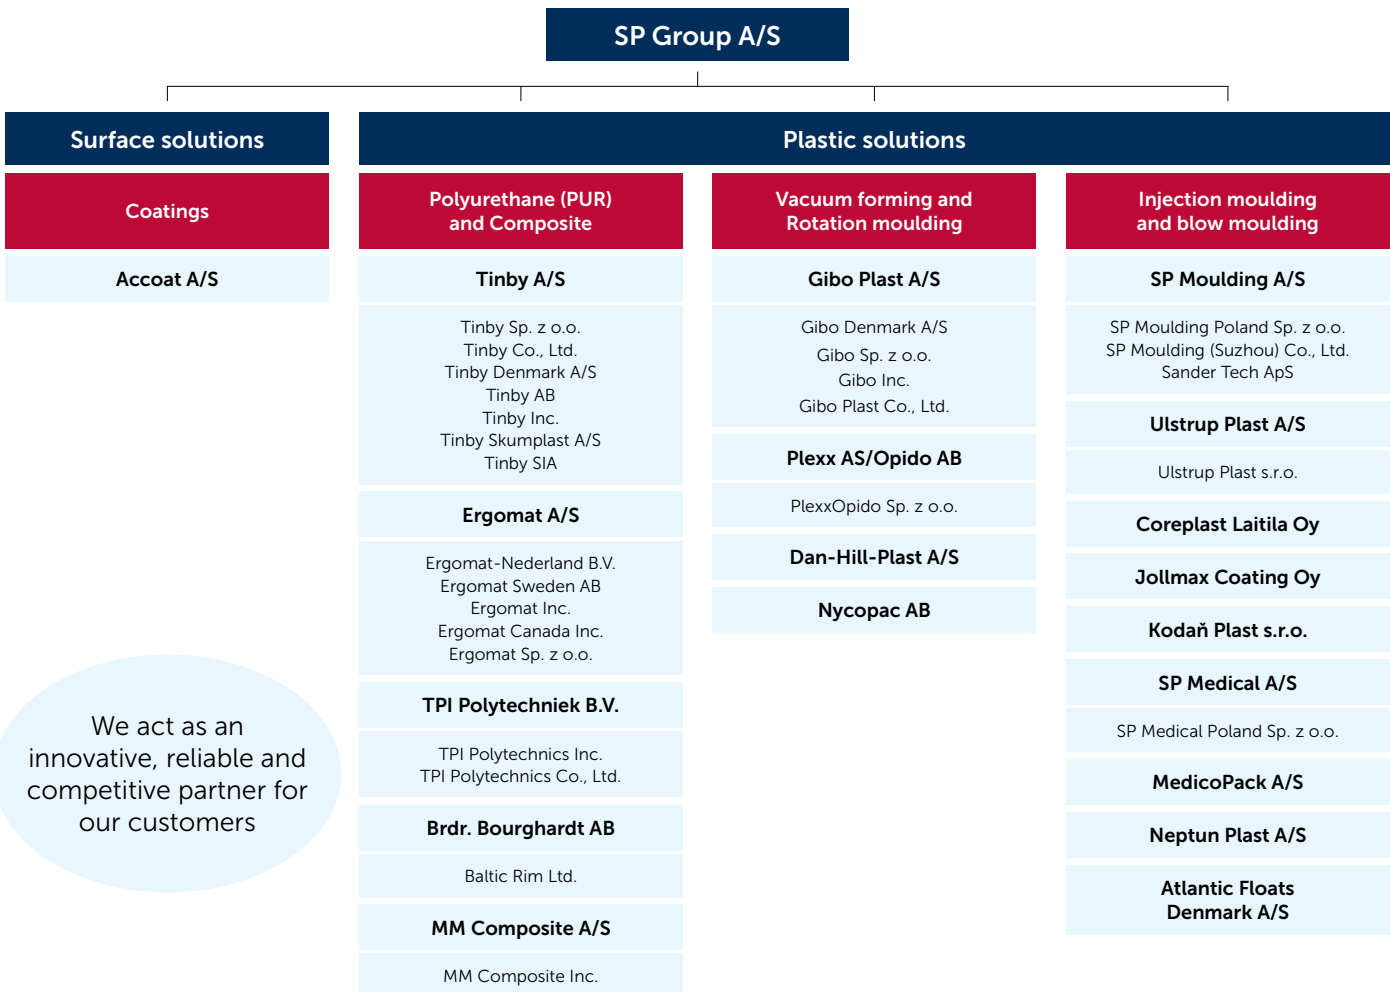 SP Group A/S
Surface solutions
Plastic solutions
Coatings
Accoat A/S
We act as an
innovative, reliable and
competitive partner for
our customers
Polyurethane (PUR)
and Composite
Tinby A/S
Tinby Sp. z o.o.
Tinby Co., Ltd.
Tinby Denmark A/S
Tinby AB
Tinby Inc.
Tinby Skumplast A/S
Tinby SIA
Ergomat A/S
Ergomat-Nederland B.V.
Ergomat Sweden AB
Ergomat Inc.
Ergomat Canada Inc.
Ergomat Sp. z o.o.
TPI Polytechniek B.V.
TPI Polytechnics Inc.
TPI Polytechnics Co., Ltd.
Brdr. Bourghardt AB
Baltic Rim Ltd.
MM Composite A/S
MM Composite Inc.
Vacuum forming and
Rotation moulding
Gibo Plast A/S
Gibo Denmark A/S
Gibo Sp. z o.o.
Gibo Inc.
Gibo Plast Co., Ltd.
Plexx AS/Opido AB
PlexxOpido Sp. z o.o.
Dan-Hill-Plast A/S
Nycopac AB
Injection moulding
and blow moulding
SP Moulding A/S
SP Moulding Poland Sp. z o.o.
SP Moulding (Suzhou) Co., Ltd.
Sander Tech ApS
Ulstrup Plast A/S
Ulstrup Plast s.r.o.
Coreplast Laitila Oy
Jollmax Coating Oy
Kodaň Plast s.r.o.
SP Medical A/S
SP Medical Poland Sp. z o.o.
MedicoPack A/S
Neptun Plast A/S
Atlantic Floats
Denmark A/S